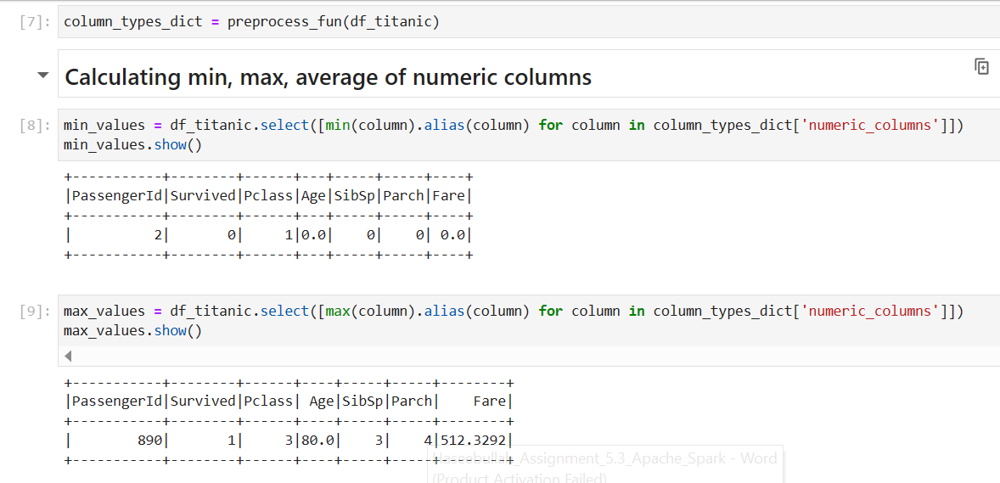 [7]: column_types_dict = preprocess_fun(df_titanic)
Calculating min, max, average of numeric columns
[8]: min_values = df_titanic.select([min(column).alias(column) for column in column_types_dict['numeric_columns']])
min_values.show()
+-----------+--------+------+---+-----+-----+----+
|PassengerId|Survived|Pclass|Age|SibSp|Parch|Fare|
+-----------+--------+------+---+-----+-----+----+
|          2|       0|     1|0.0|    0|    0| 0.0|
+-----------+--------+------+---+-----+-----+----+
[9]: max_values = df_titanic.select([max(column).alias(column) for column in column_types_dict['numeric_columns']])
max_values.show()
+-----------+--------+------+----+-----+-----+--------+
|PassengerId|Survived|Pclass| Age|SibSp|Parch|    Fare|
+-----------+--------+------+----+-----+-----+--------+
|        890|       1|     3|80.0|    3|    4|512.3292|
+-----------+--------+------+----+-----+-----+--------+
Haseebullah_Assignment_5.3_Apache_Spark - Word
(Product Activation Failed)